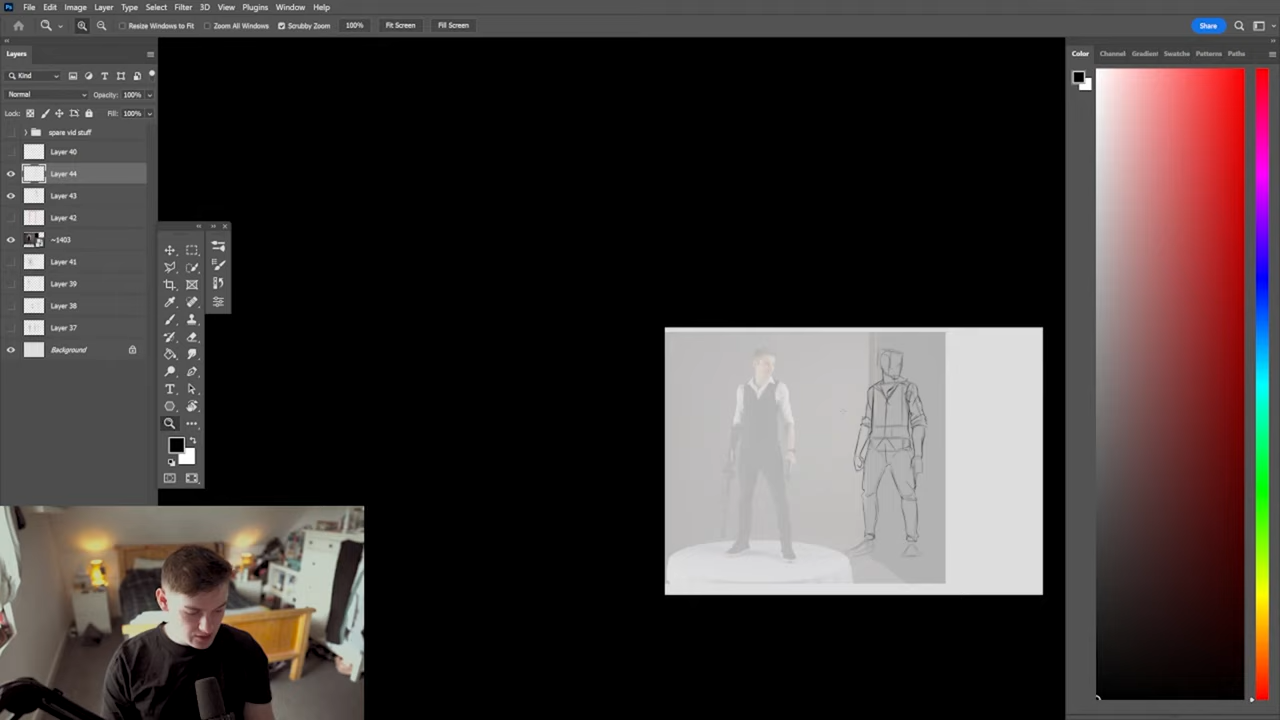 Ps File Edit Image Layer Type Select Filter 3D View Plugins Window Help
Resize Windows to Fit Zoom All Windows Scrubby Zoom 100% Fit Screen Fill Screen Share
Layers
Color Channel Gradient Swatche Patterns Paths
Kind
Normal Opacity: 100%
Lock: Fill: 100%
spare vid stuff
Layer 40
Layer 44
Layer 43
Layer 42
~1403
Layer 41
Layer 39
Layer 38
Layer 37
Background